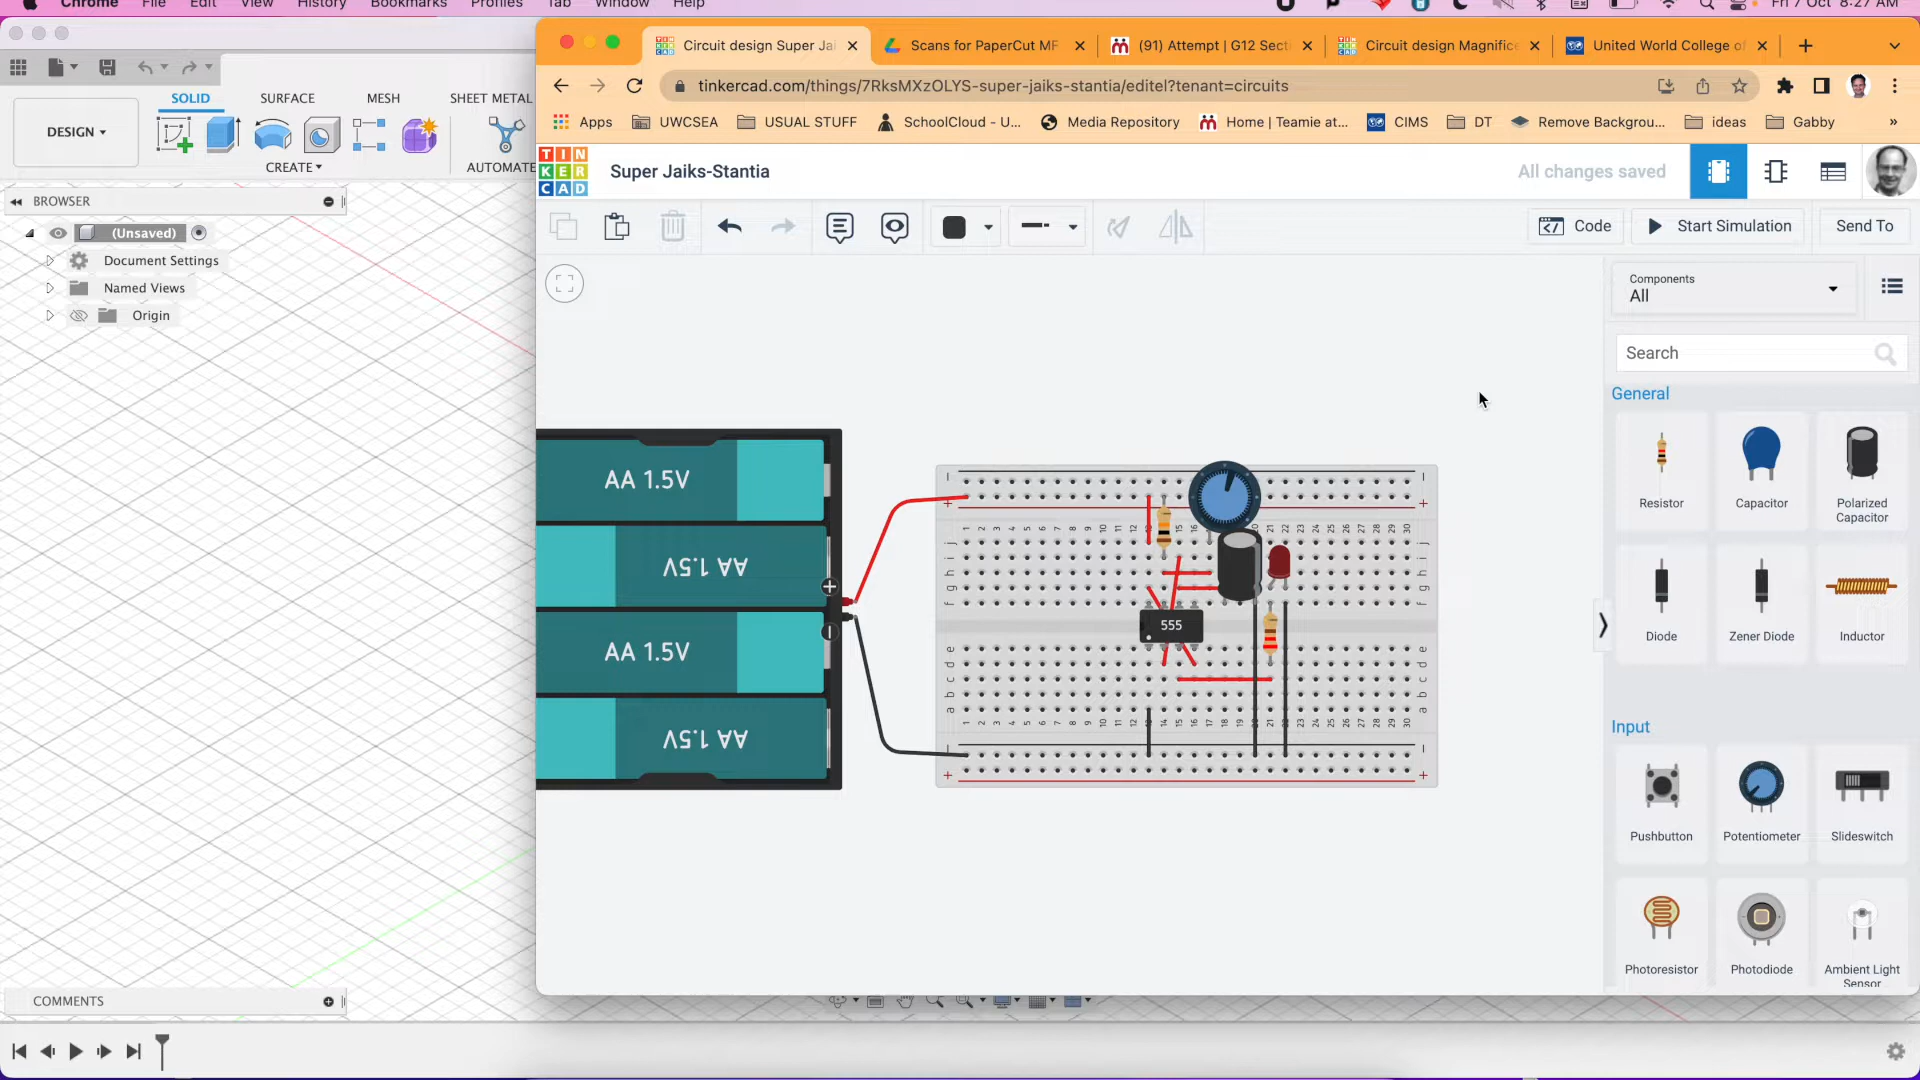 Chrome File Edit View History Bookmarks Profiles Tab Window Help Fri 7 Oct 8:27 AM
Circuit design Super Jai
Scans for PaperCut MF
(91) Attempt | G12 Secti
Circuit design Magnifice
United World College of
tinkercad.com/things/7RksMXzOLYS-super-jaiks-stantia/editel?tenant=circuits
Apps UWCSEA USUAL STUFF SchoolCloud - U... Media Repository Home | Teamie at... CIMS DT Remove Backgrou... ideas Gabby »
SOLID SURFACE MESH SHEET METAL
DESIGN
CREATE AUTOMATE
BROWSER
(Unsaved)
Document Settings
Named Views
Origin
COMMENTS
TIN
KER
CAD
Super Jaiks-Stantia
All changes saved
Code
Start Simulation
Send To
Components
All
Search
General
Resistor
Capacitor
Polarized
Capacitor
Diode
Zener Diode
Inductor
Input
Pushbutton
Potentiometer
Slideswitch
Photoresistor
Photodiode
Ambient Light
Sensor
AA 1.5V
AA 1.5V
AA 1.5V
AA 1.5V
555